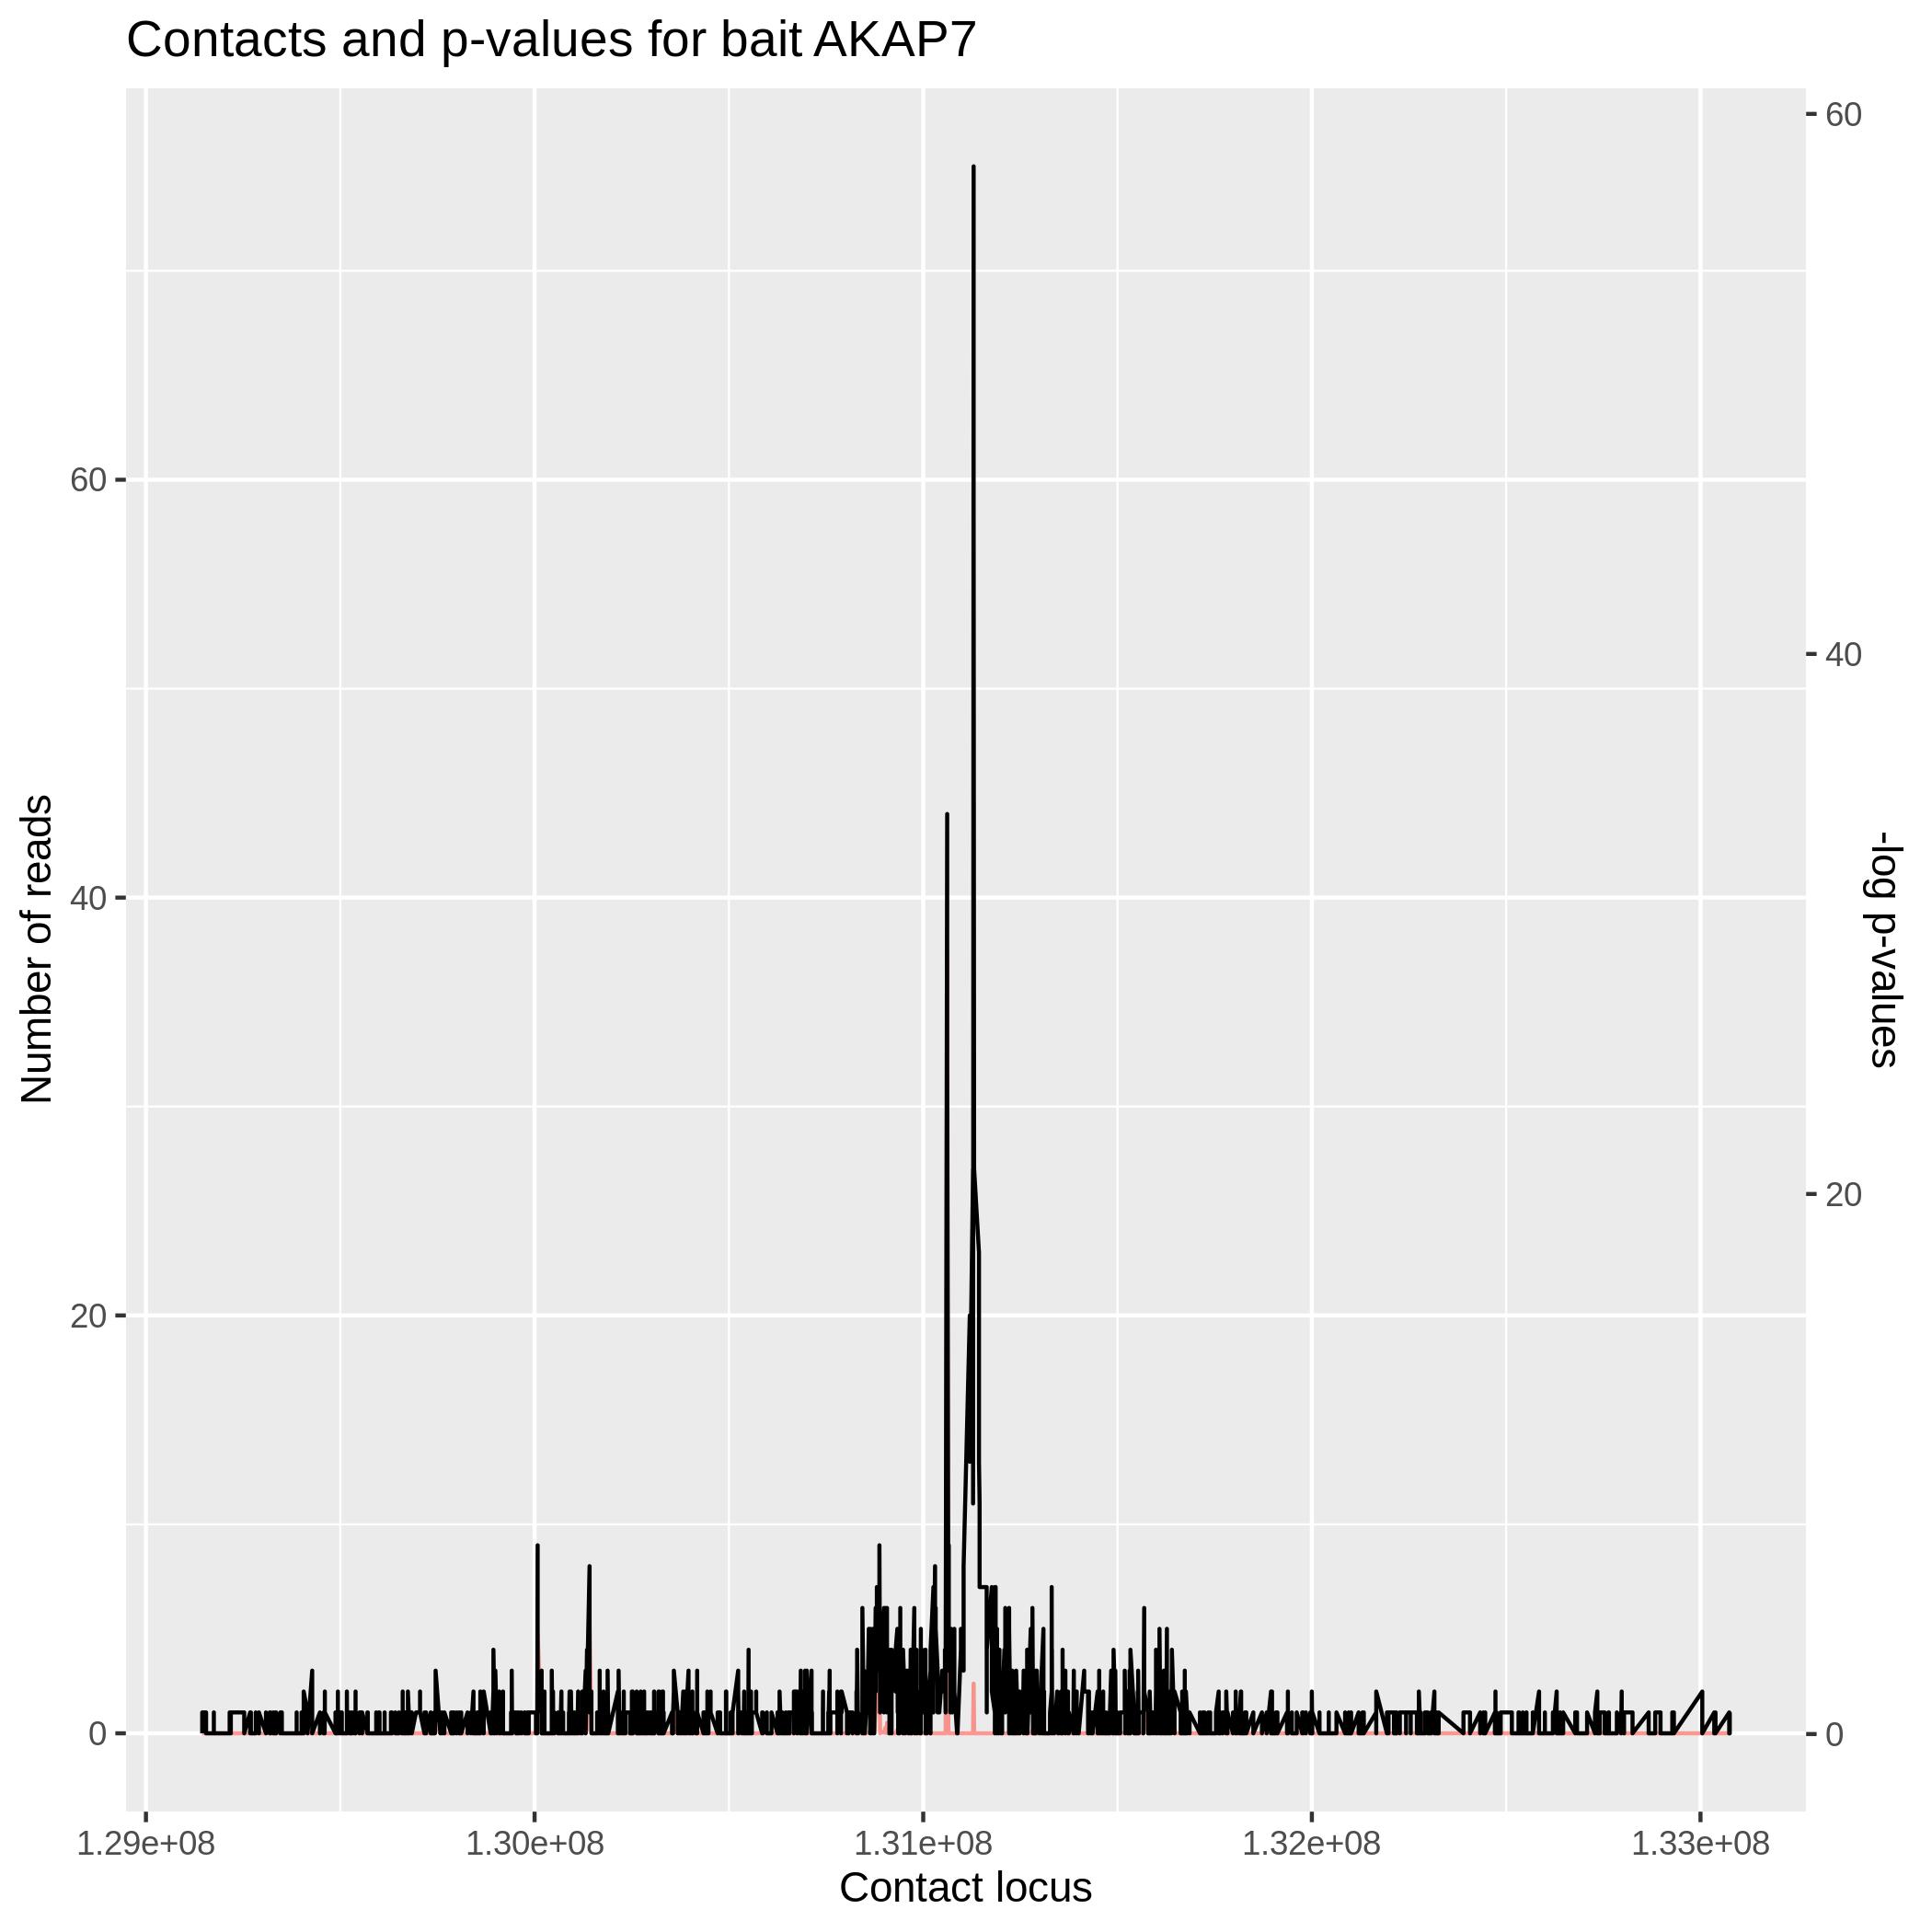 Contacts and p-values for bait AKAP7
Number of reads
60
40
20
0
60
40
20
0
-log p-values
1.29e+08 1.30e+08 1.31e+08 1.32e+08 1.33e+08
Contact locus